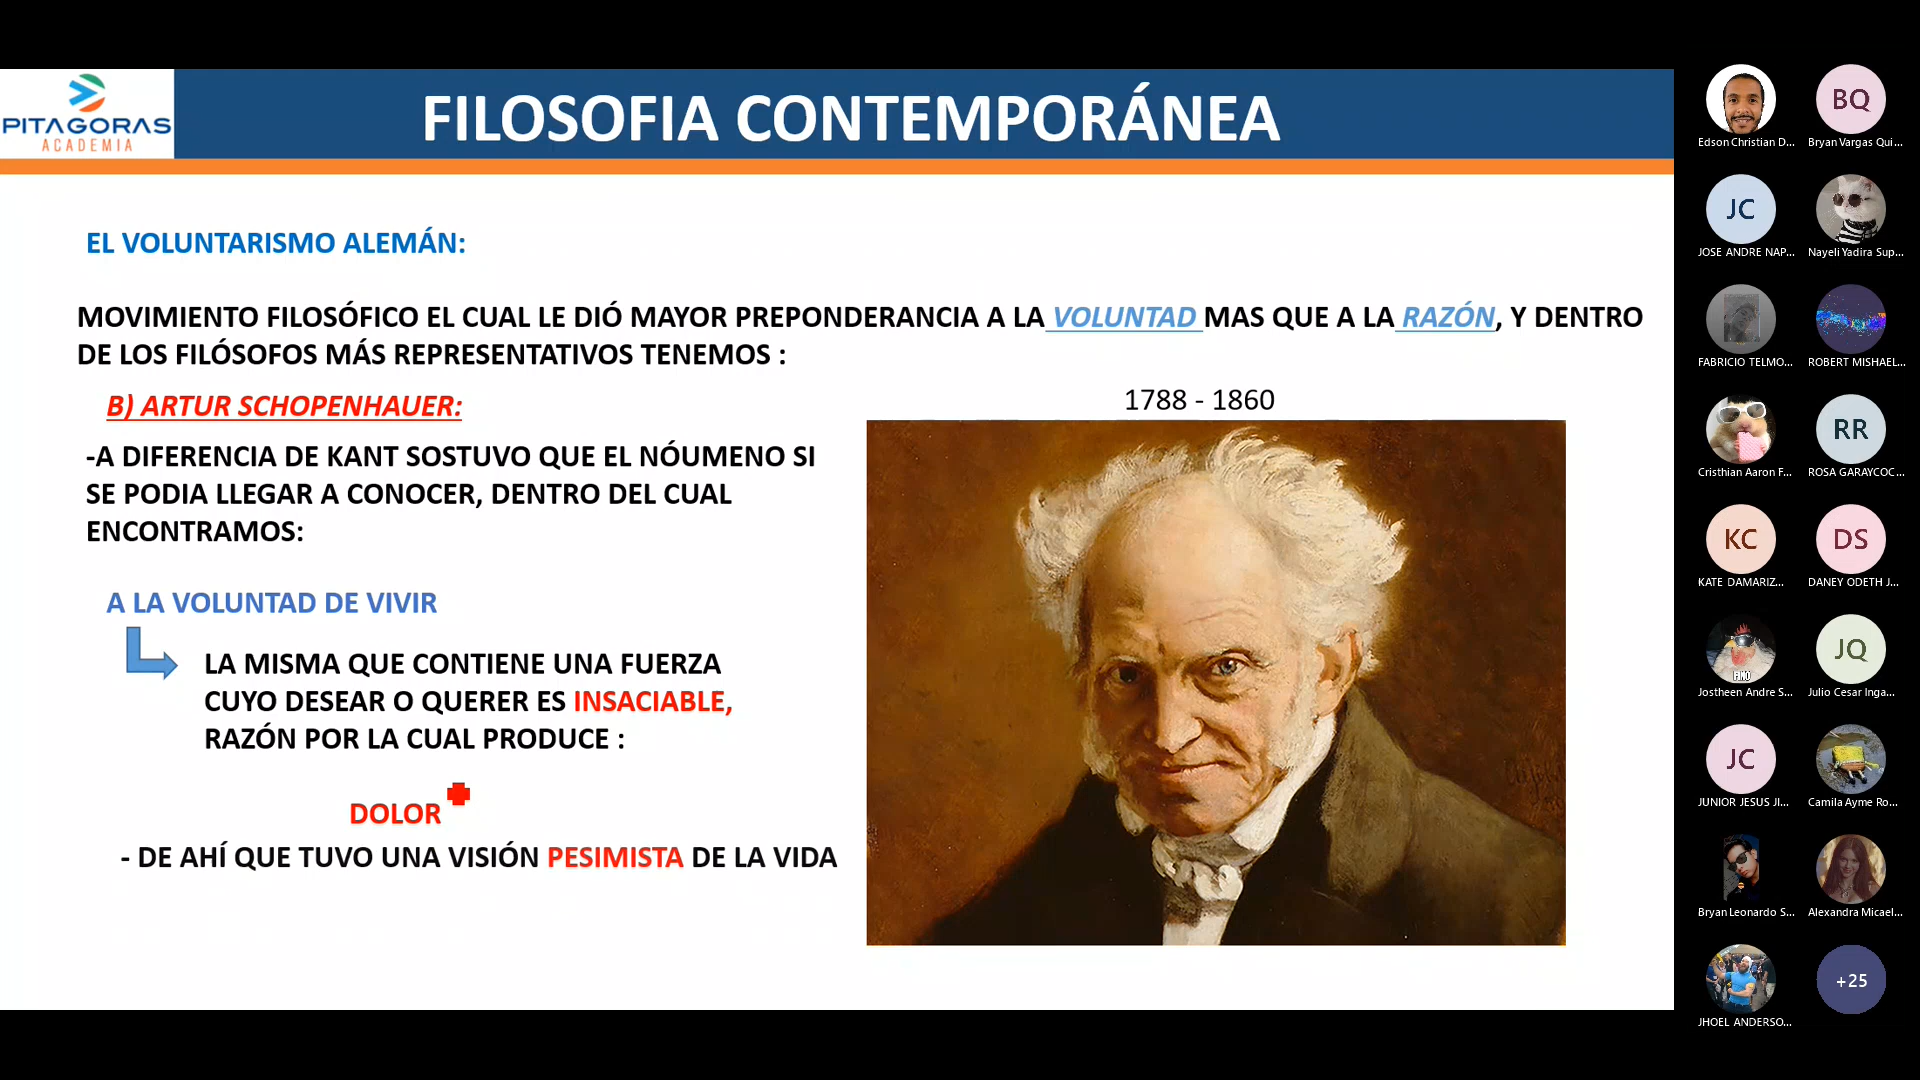 PITAGORAS
ACADEMIA
FILOSOFIA CONTEMPORÁNEA
EL VOLUNTARISMO ALEMÁN:
MOVIMIENTO FILOSÓFICO EL CUAL LE DIÓ MAYOR PREPONDERANCIA A LA VOLUNTAD MAS QUE A LA RAZÓN, Y DENTRO
DE LOS FILÓSOFOS MÁS REPRESENTATIVOS TENEMOS :
B) ARTUR SCHOPENHAUER:
1788 - 1860
-A DIFERENCIA DE KANT SOSTUVO QUE EL NÓUMENO SI
SE PODIA LLEGAR A CONOCER, DENTRO DEL CUAL
ENCONTRAMOS:
A LA VOLUNTAD DE VIVIR
LA MISMA QUE CONTIENE UNA FUERZA
CUYO DESEAR O QUERER ES INSACIABLE,
RAZÓN POR LA CUAL PRODUCE :
DOLOR
- DE AHÍ QUE TUVO UNA VISIÓN PESIMISTA DE LA VIDA
Edson Christian D...
BQ
Bryan Vargas Qui...
JC
JOSE ANDRE NAP...
Nayeli Yadira Sup...
FABRICIO TELMO...
ROBERT MISHAEL...
Cristhian Aaron F...
RR
ROSA GARAYCOC...
KC
KATE DAMARIZ...
DS
DANEY ODETH J...
FINO
Jostheen Andre S...
JQ
Julio Cesar Inga...
JC
JUNIOR JESUS JI...
Camila Ayme Ro...
Bryan Leonardo S...
Alexandra Micael...
JHOEL ANDERSO...
+25